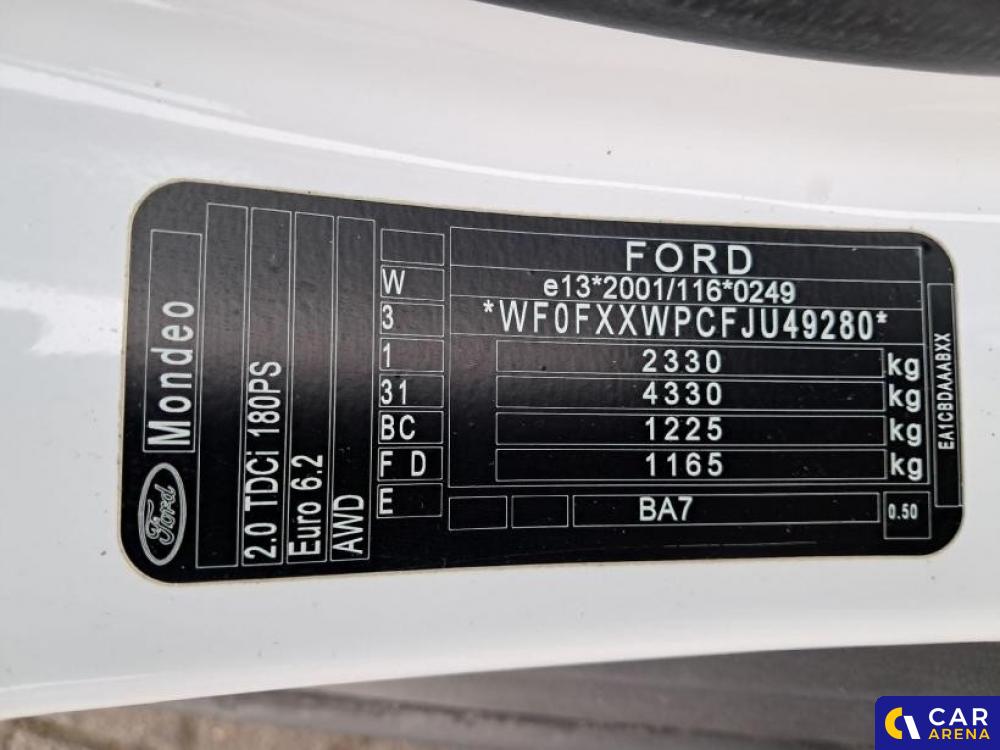 Ford
Mondeo
2.0 TDCi 180PS
Euro 6.2
AWD
W
3
1
31
BC
F D
E
FORD
e13*2001/116*0249
*WF0FXXWPCFJU49280*
2330 kg
4330 kg
1225 kg
1165 kg
BA7
0.50
EA1CBDAAABXX
CAR
ARENA